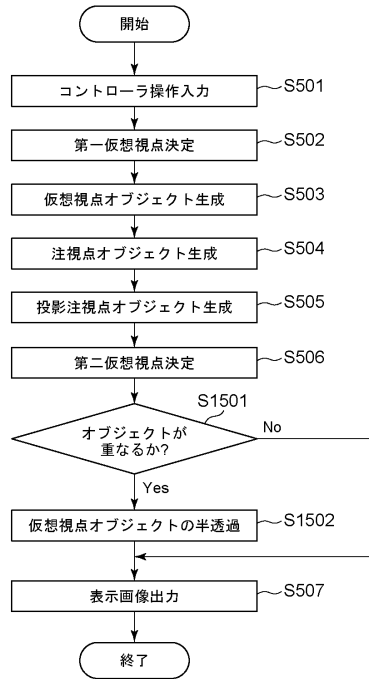 開始
コントローラ操作入力
S501
第一仮想視点決定
S502
仮想視点オブジェクト生成
S503
注視点オブジェクト生成
S504
投影注視点オブジェクト生成
S505
第二仮想視点決定
S506
S1501
オブジェクトが
重なるか?
No
Yes
仮想視点オブジェクトの半透過
S1502
表示画像出力
S507
終了